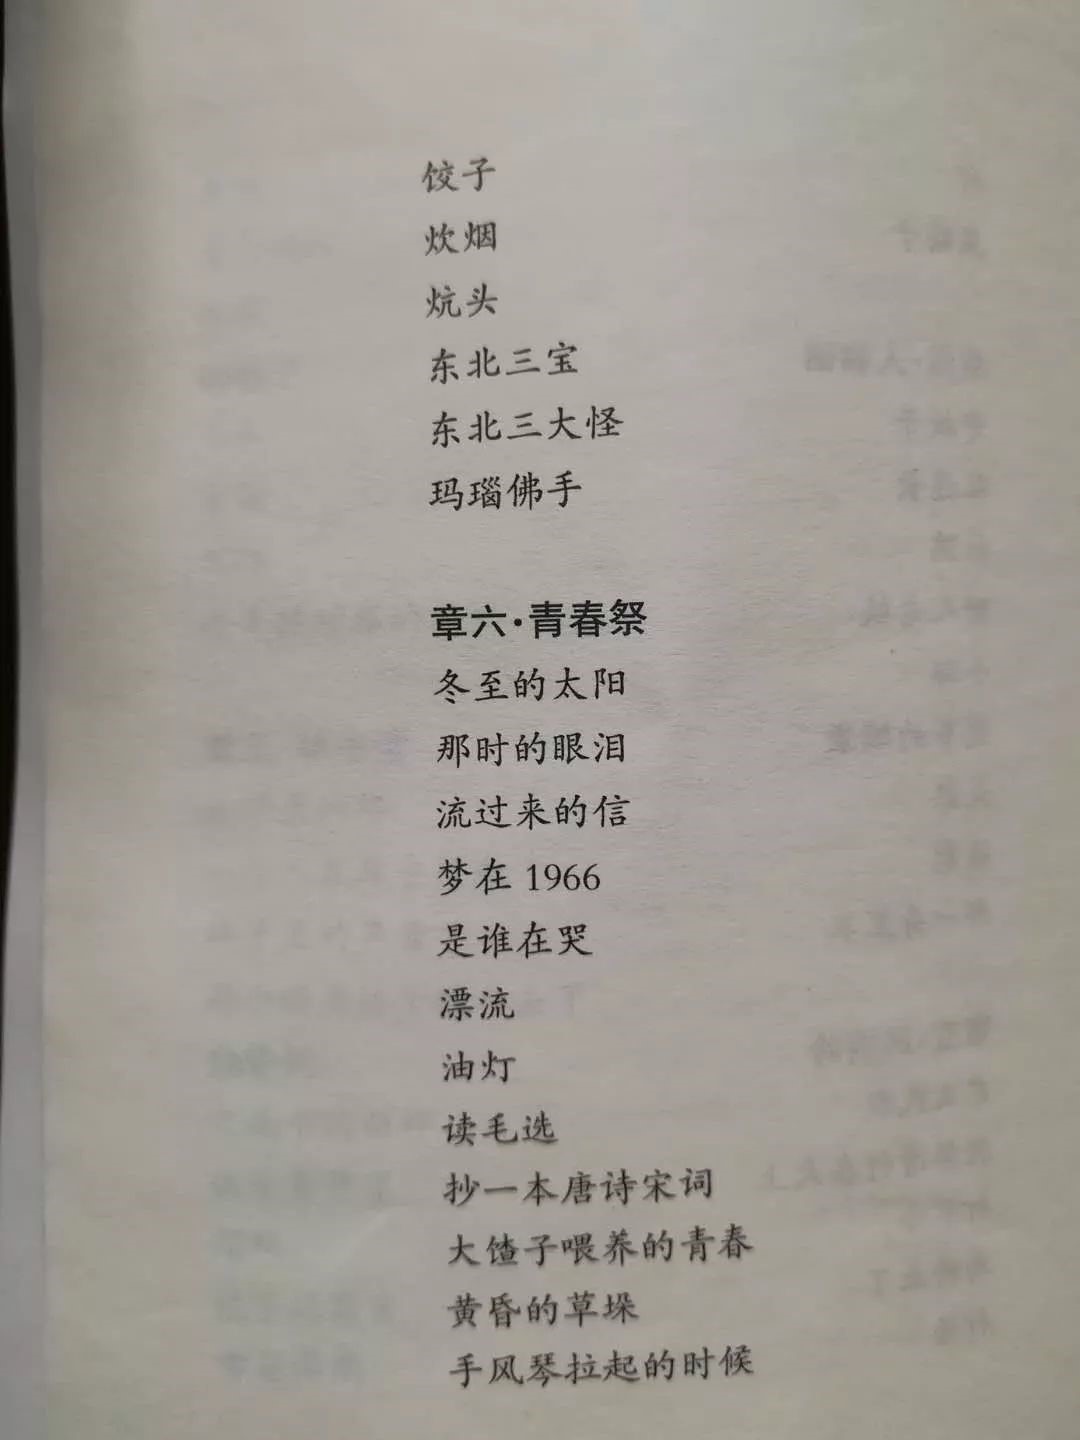 饺子
炊烟
炕头
东北三宝
东北三大怪
玛瑙佛手
章六·青春祭
冬至的太阳
那时的眼泪
流过来的信
梦在 1966
是谁在哭
漂流
油灯
读毛选
抄一本唐诗宋词
大馇子喂养的青春
黄昏的草垛
手风琴拉起的时候